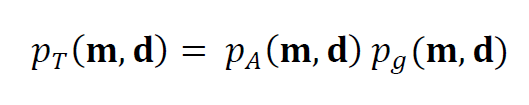 p_T(𝐦, 𝐝) = p_A(𝐦, 𝐝) p_g(𝐦, 𝐝)